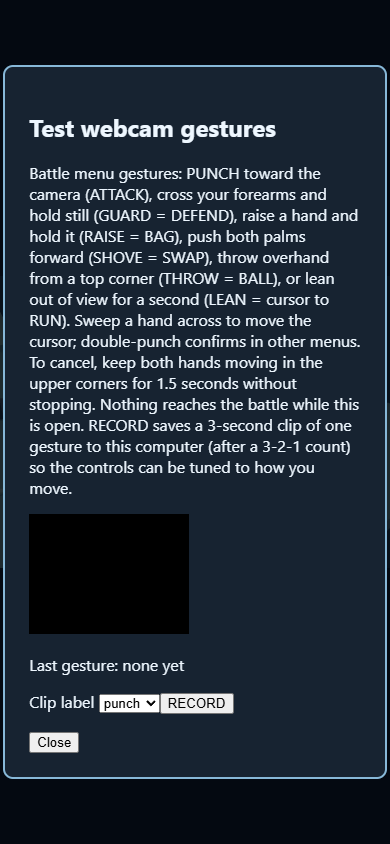 Test webcam gestures
Battle menu gestures: PUNCH toward the
camera (ATTACK), cross your forearms and
hold still (GUARD = DEFEND), raise a hand and
hold it (RAISE = BAG), push both palms
forward (SHOVE = SWAP), throw overhand
from a top corner (THROW = BALL), or lean
out of view for a second (LEAN = cursor to
RUN). Sweep a hand across to move the
cursor; double-punch confirms in other menus.
To cancel, keep both hands moving in the
upper corners for 1.5 seconds without
stopping. Nothing reaches the battle while this
is open. RECORD saves a 3-second clip of one
gesture to this computer (after a 3-2-1 count)
so the controls can be tuned to how you
move.
Last gesture: none yet
Clip label punch RECORD
Close